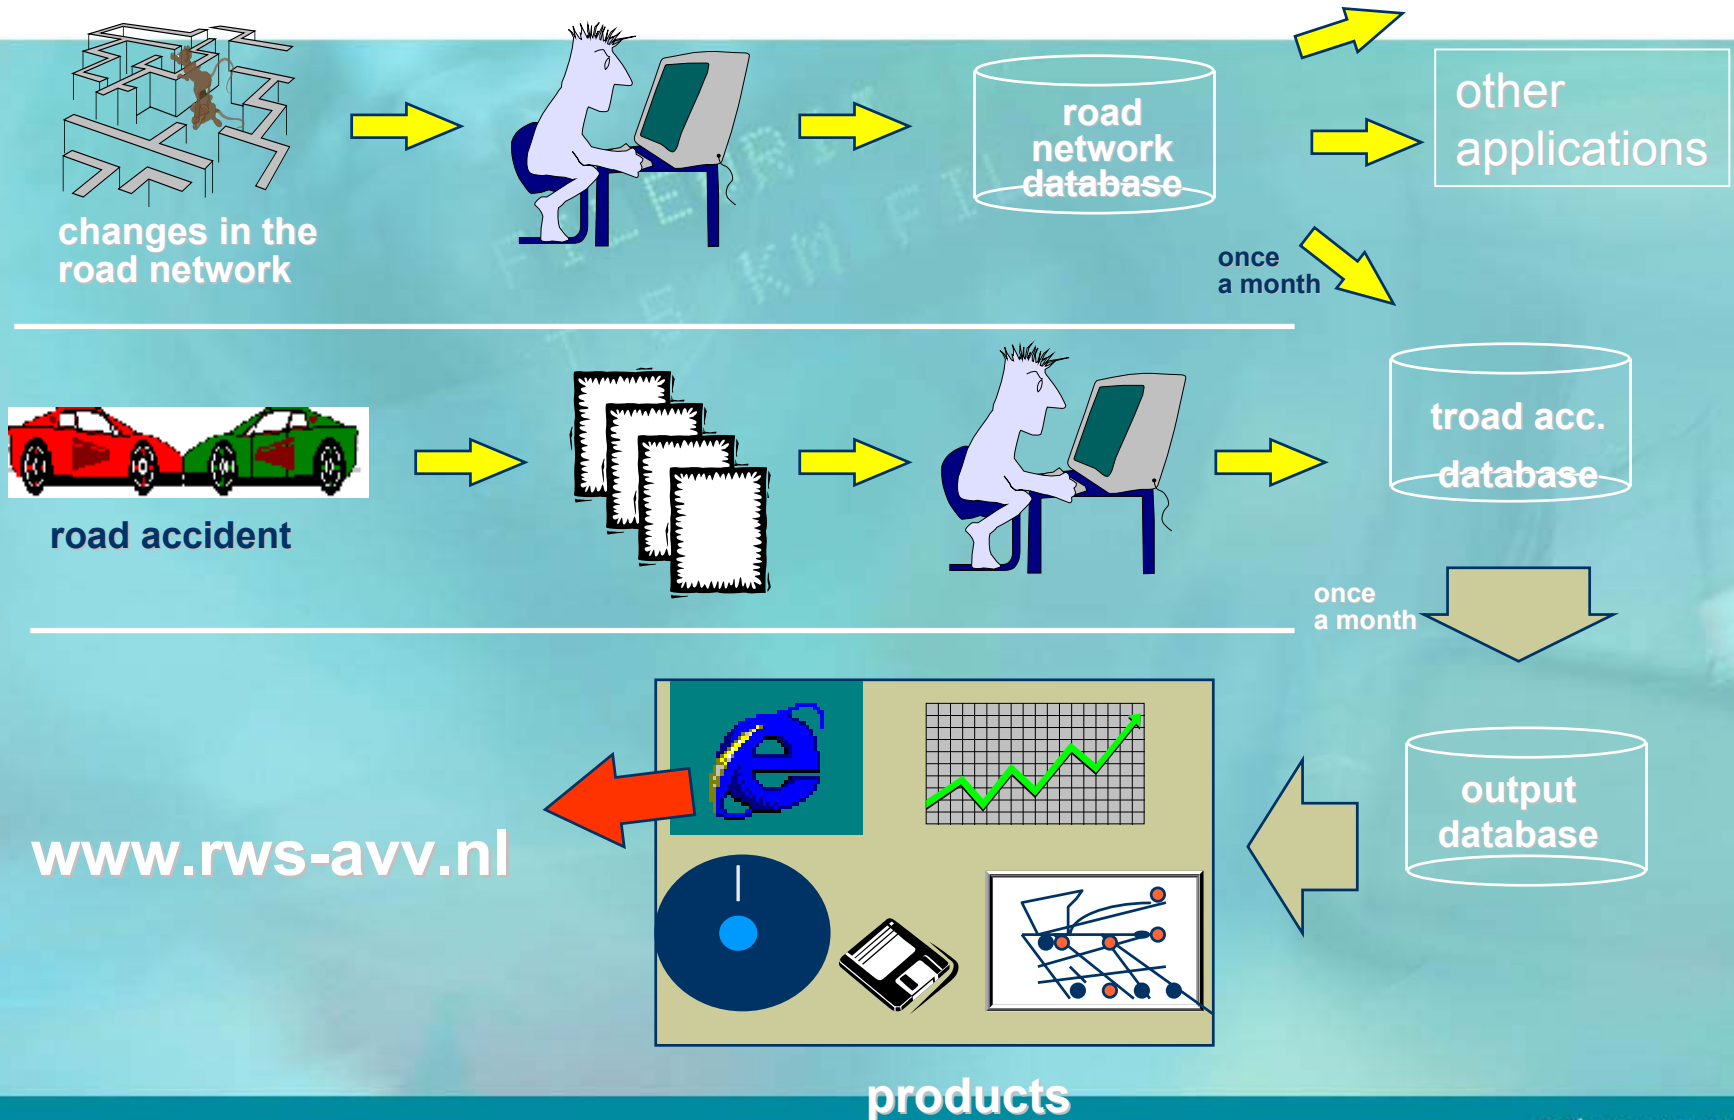 road
network
database
other
applications
changes in the
road network
once
a month
road accident
troad acc.
database
once
a month
output
database
www.rws-avv.nl
products